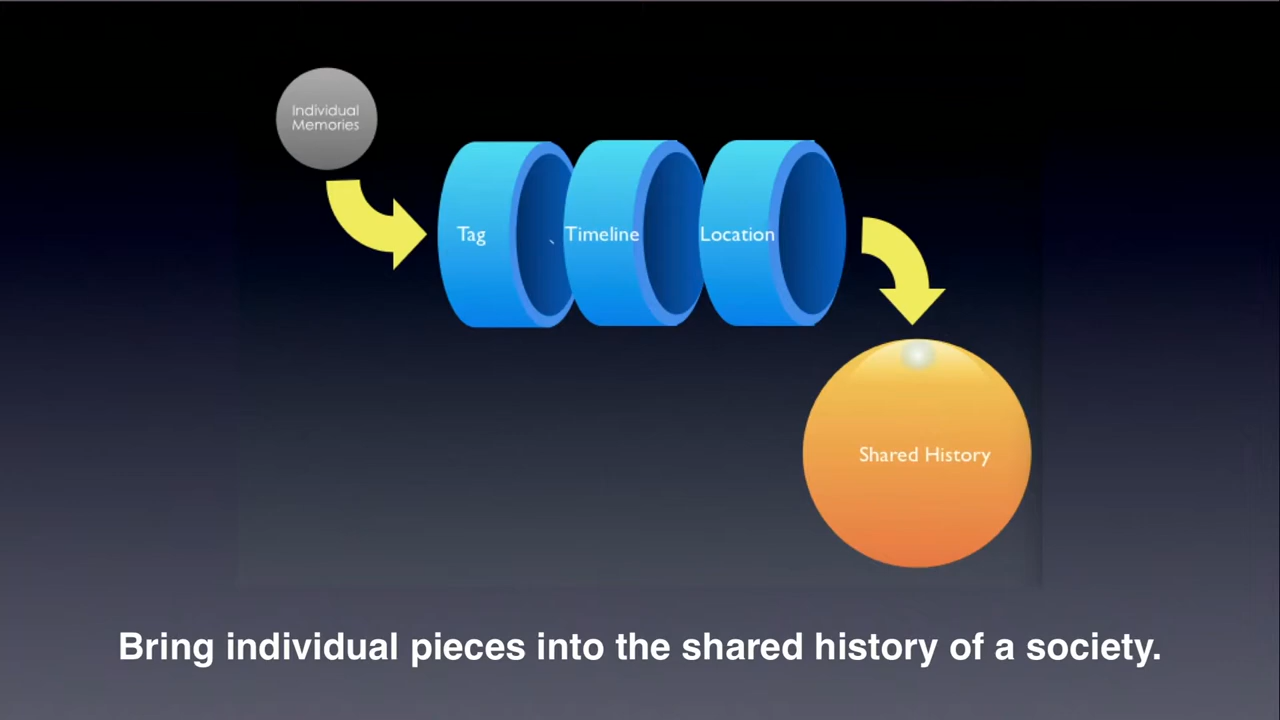 Individual
Memories
Tag
Timeline
Location
Shared History
Bring individual pieces into the shared history of a society.